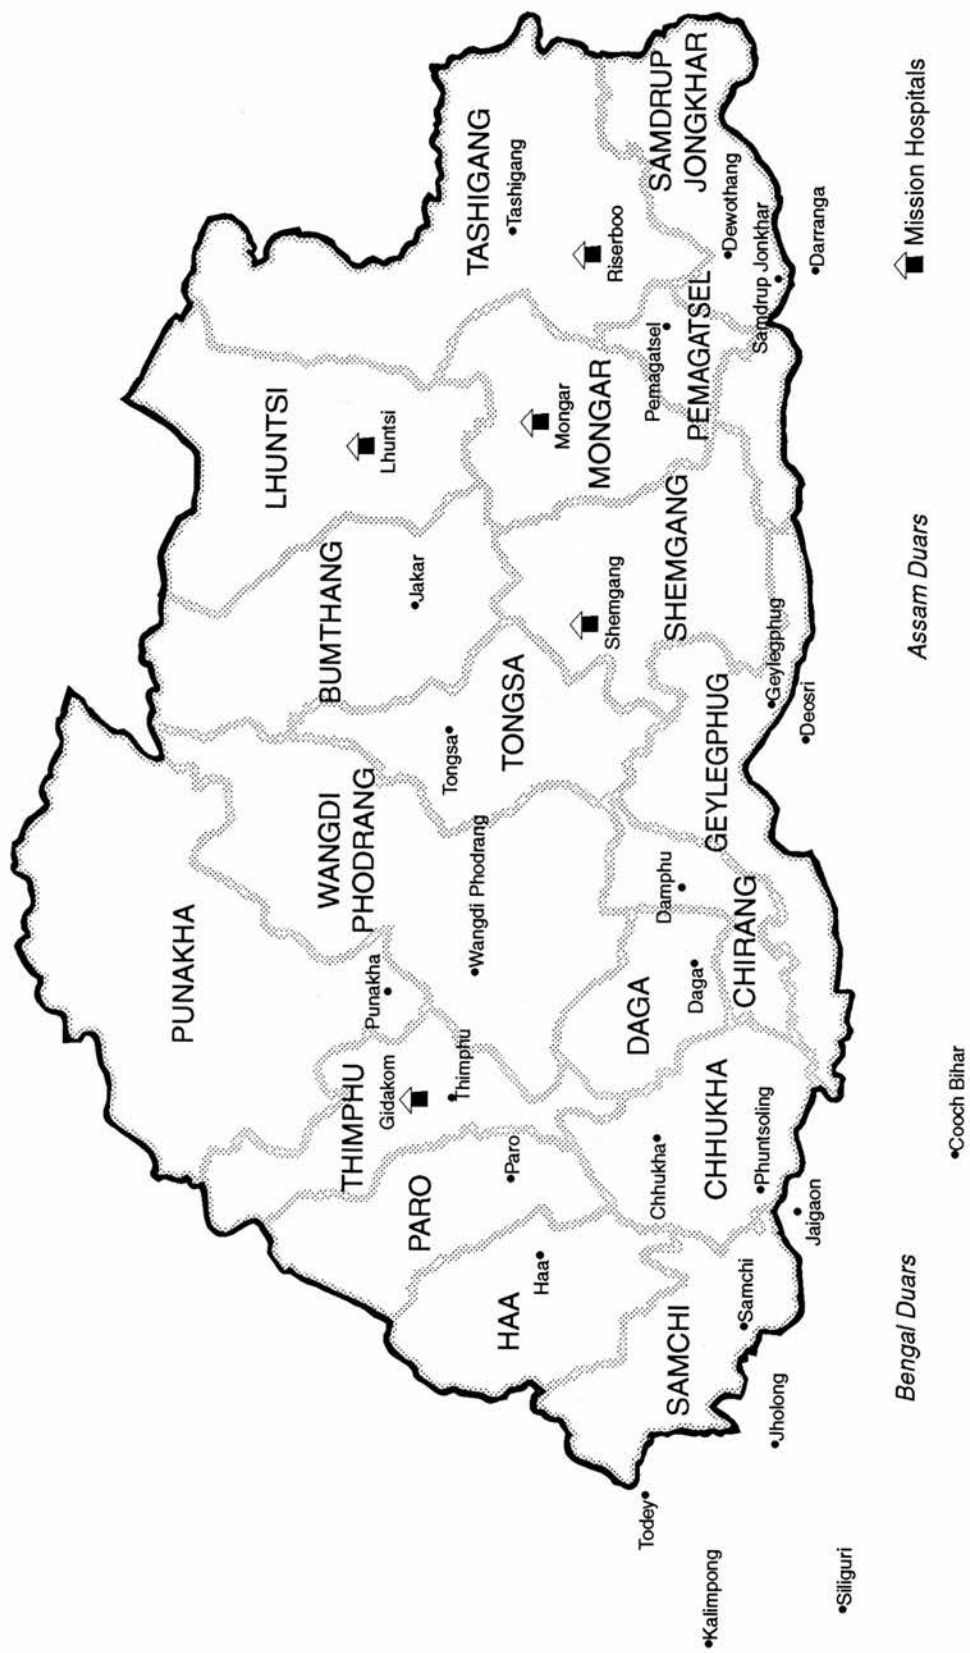 PUNAKHA
LHUNTSI
WANGDI
PHODRANG
BUMTHANG
THIMPHU
Gidakom
Punakha
Lhuntsi
Jakar
PARO
Thimphu
Tongsa
TASHIGANG
Tashigang
HAA
Haa
Paro
Wangdi Phodrang
TONGSA
Mongar
MONGAR
Shemgang
Riserboo
SAMDRUP
JONGKHAR
DAGA
Damphu
SHEMGANG
Pemagatsel
PEMAGATSEL
Todey
SAMCHI
Chhukha
CHHUKHA
Daga
CHIRANG
GEYLEGPHUG
Dewothang
Samdrup Jonkhar
Kalimpong
Jholong
Samchi
Phuntsoling
Geylegphug
Darranga
Siliguri
Jaigaon
Deosri
Bengal Duars
Assam Duars
Mission Hospitals
Cooch Bihar